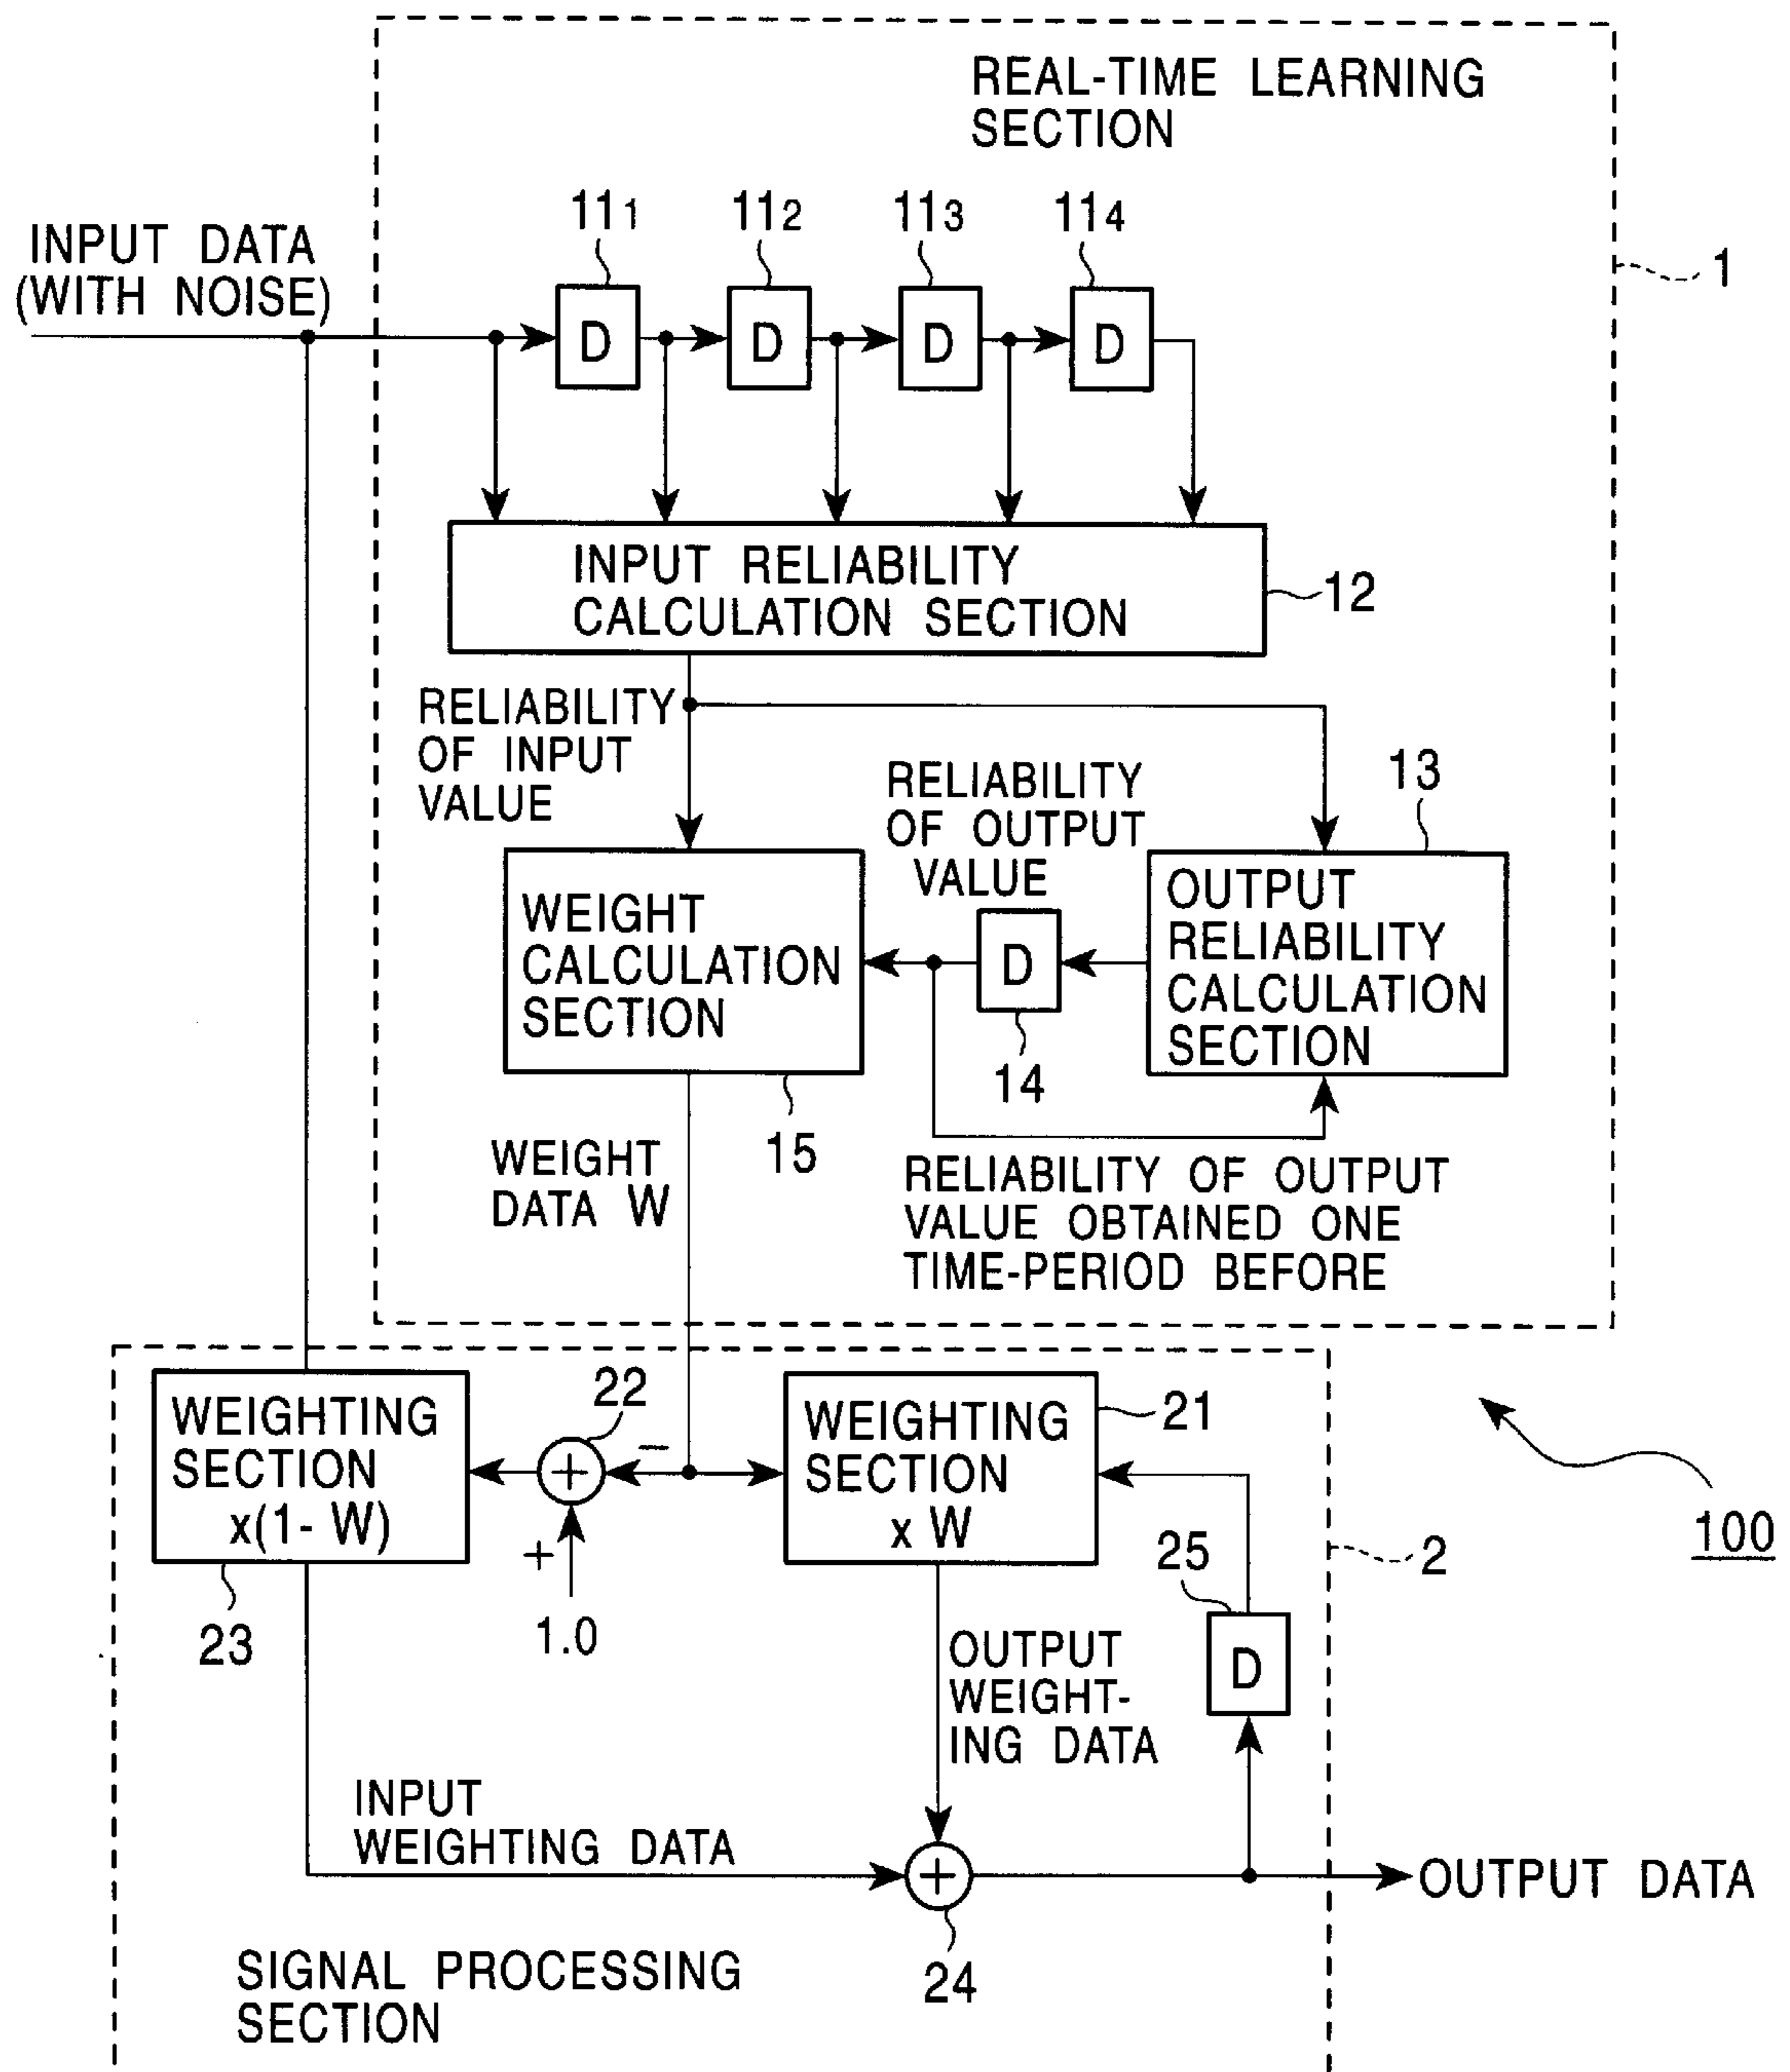 REAL-TIME LEARNING
SECTION
INPUT DATA
(WITH NOISE)
11₁
11₂
11₃
11₄
1
D
D
D
D
INPUT RELIABILITY
CALCULATION SECTION
12
RELIABILITY
OF INPUT
VALUE
RELIABILITY
OF OUTPUT
VALUE
13
WEIGHT
CALCULATION
SECTION
D
OUTPUT
RELIABILITY
CALCULATION
SECTION
14
15
WEIGHT
DATA W
RELIABILITY OF OUTPUT
VALUE OBTAINED ONE
TIME-PERIOD BEFORE
WEIGHTING
SECTION
x(1- W)
22
−
+
+
1.0
WEIGHTING
SECTION
x W
21
100
2
25
D
23
OUTPUT
WEIGHT-
ING DATA
INPUT
WEIGHTING DATA
+
OUTPUT DATA
24
SIGNAL PROCESSING
SECTION